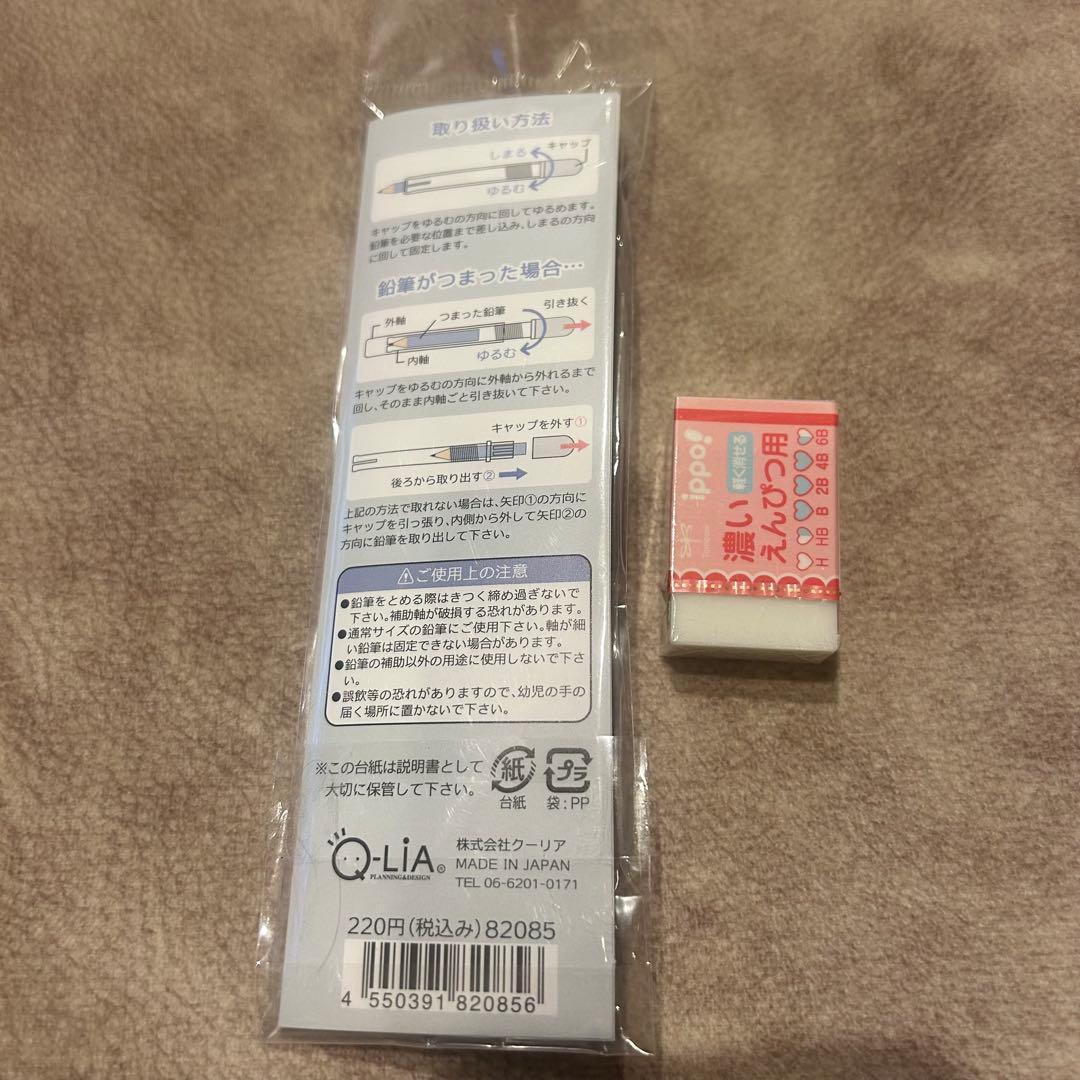 取り扱い方法
しまる
キャップ
ゆるむ
キャップをゆるむの方向に回してゆるめます。
鉛筆を必要な位置まで差し込み、しまるの方向
に回して固定します。
鉛筆がつまった場合…
外軸
つまった鉛筆
引き抜く
内軸
ゆるむ
キャップをゆるむの方向に外軸から外れるまで
回し、そのまま内軸ごと引き抜いて下さい。
キャップを外す①
後ろから取り出す②
上記の方法で取れない場合は、矢印①の方向に
キャップを引っ張り、内側から外して矢印②の
方向に鉛筆を取り出して下さい。
⚠ご使用上の注意
●鉛筆をとめる際はきつく締め過ぎないで
下さい。補助軸が破損する恐れがあります。
●通常サイズの鉛筆にご使用下さい。軸が細
い鉛筆は固定できない場合があります。
●鉛筆の補助以外の用途に使用しないで下さ
い。
●誤飲等の恐れがありますので、幼児の手の
届く場所に置かないで下さい。
※この台紙は説明書として
大切に保管して下さい。
紙
台紙
プラ
袋:PP
Q-LiA®
PLANNING&DESIGN
株式会社クーリア
MADE IN JAPAN
TEL 06-6201-0171
220円(税込み)82085
4 550391 820856
ippo!
軽く消せる
Tombow
濃い
えんぴつ用
H HB B 2B 4B 6B